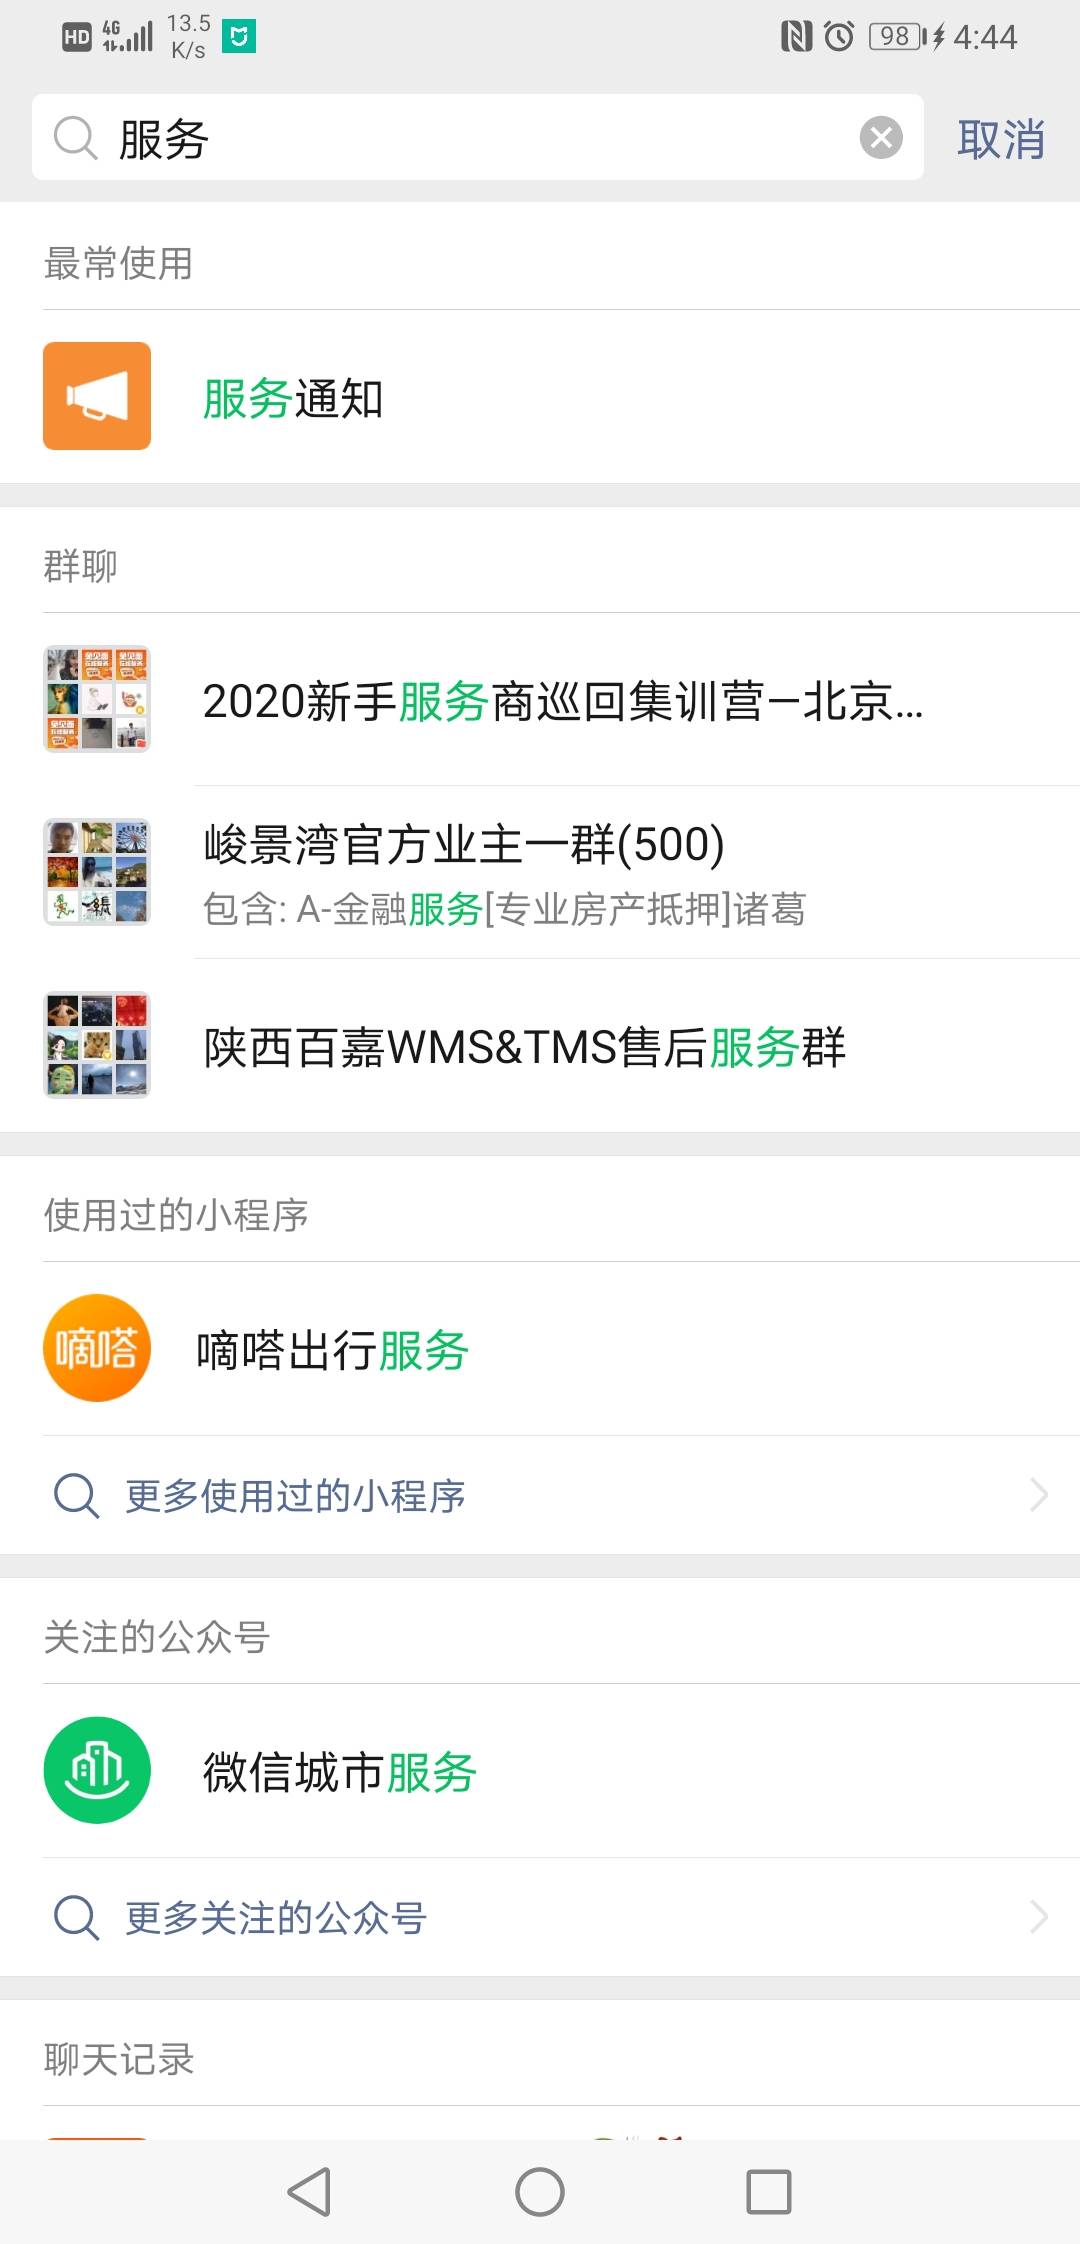 HD 4G 13.5 K/s 98 4:44
服务 取消
最常使用
服务通知
群聊
2020新手服务商巡回集训营—北京...
峻景湾官方业主一群(500)
包含: A-金融服务[专业房产抵押]诸葛
陕西百嘉WMS&TMS售后服务群
使用过的小程序
嘀嗒
嘀嗒出行服务
更多使用过的小程序
关注的公众号
微信城市服务
更多关注的公众号
聊天记录